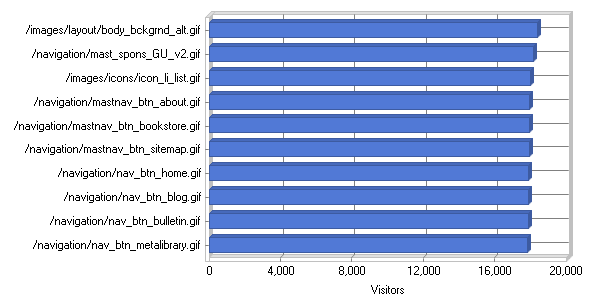 /images/layout/body_bckgrnd_alt.gif
/navigation/mast_spons_GU_v2.gif
/images/icons/icon_li_list.gif
/navigation/mastnav_btn_about.gif
/navigation/mastnav_btn_bookstore.gif
/navigation/mastnav_btn_sitemap.gif
/navigation/nav_btn_home.gif
/navigation/nav_btn_blog.gif
/navigation/nav_btn_bulletin.gif
/navigation/nav_btn_metalibrary.gif
0 4,000 8,000 12,000 16,000 20,000
Visitors